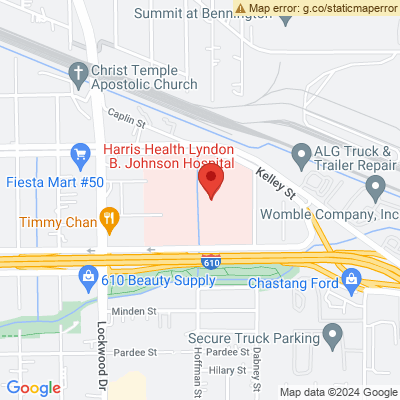 Summit at Bennington
Map error: g.co/staticmaperror
Christ Temple
Apostolic Church
Caplin St
Harris Health Lyndon
B. Johnson Hospital
ALG Truck &
Trailer Repair
Kelley St
Fiesta Mart #50
Timmy Chan
Womble Company, Inc
610
610 Beauty Supply
Chastang Ford
Minden St
Lockwood Dr
Secure Truck Parking
Pardee St
Pardee St
Hoffman St
Dabney St
Hilary St
Google
Map data ©2024 Google